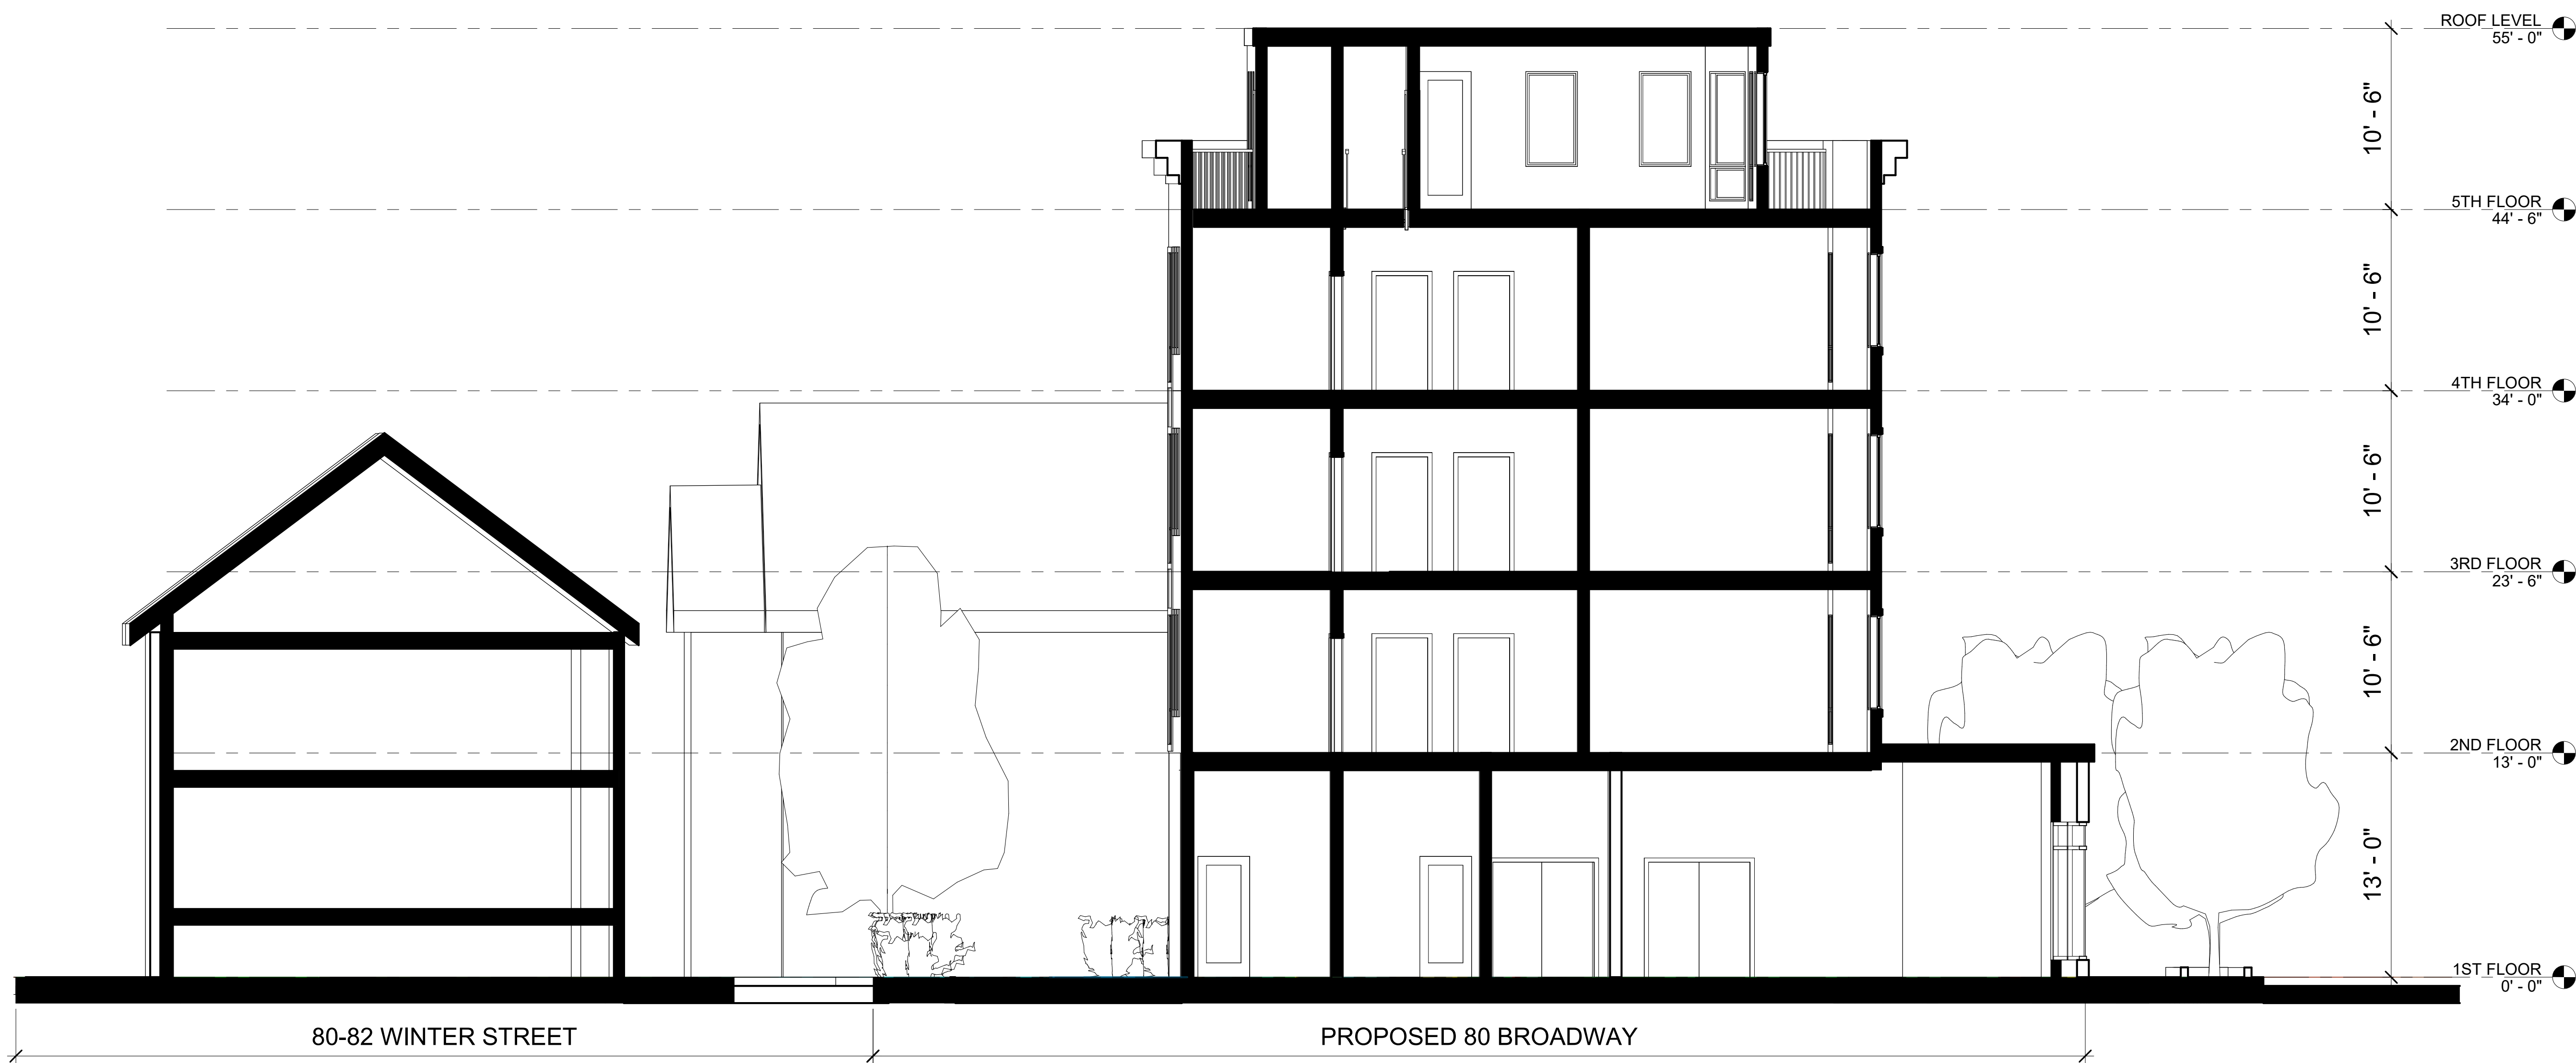 ROOF LEVEL
55' - 0"
10' - 6"
5TH FLOOR
44' - 6"
10' - 6"
4TH FLOOR
34' - 0"
10' - 6"
3RD FLOOR
23' - 6"
10' - 6"
2ND FLOOR
13' - 0"
13' - 0"
1ST FLOOR
0' - 0"
80-82 WINTER STREET
PROPOSED 80 BROADWAY